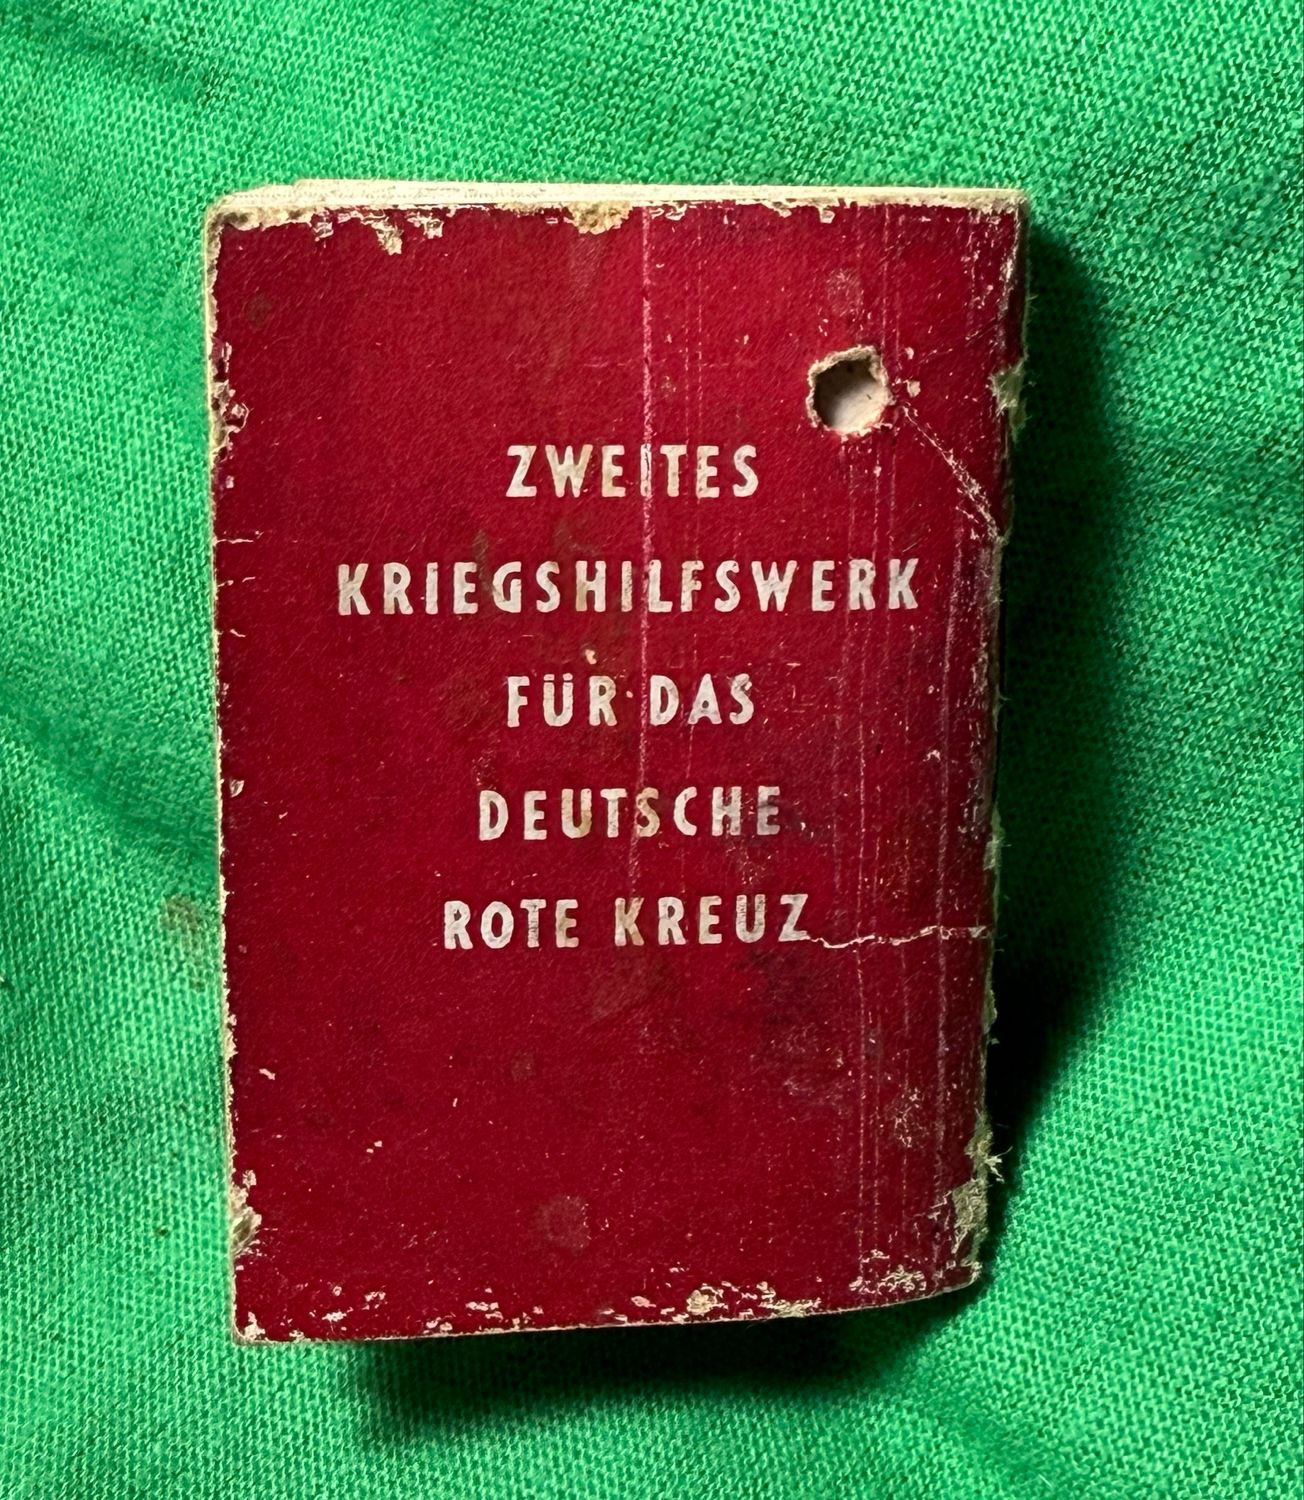 ZWEITES
KRIEGSHILFSWERK
FÜR DAS
DEUTSCHE
ROTE KREUZ